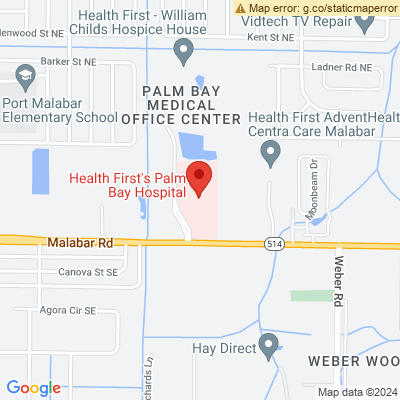 Map error: g.co/staticmaperror
Health First - William
Childs Hospice House
Vidtech TV Repair
enwood St NE
Kent St NE
Barker St NE
Ladner Rd NE
PALM BAY
MEDICAL
OFFICE CENTER
Port Malabar
Elementary School
Health First AdventHealt
Centra Care Malabar
Health First's Palm
Bay Hospital
Moonbeam Dr
Malabar Rd
514
Canova St SE
Weber Rd
Agora Cir SE
Hay Direct
WEBER WOO
chards Ln
Google
Map data ©2024